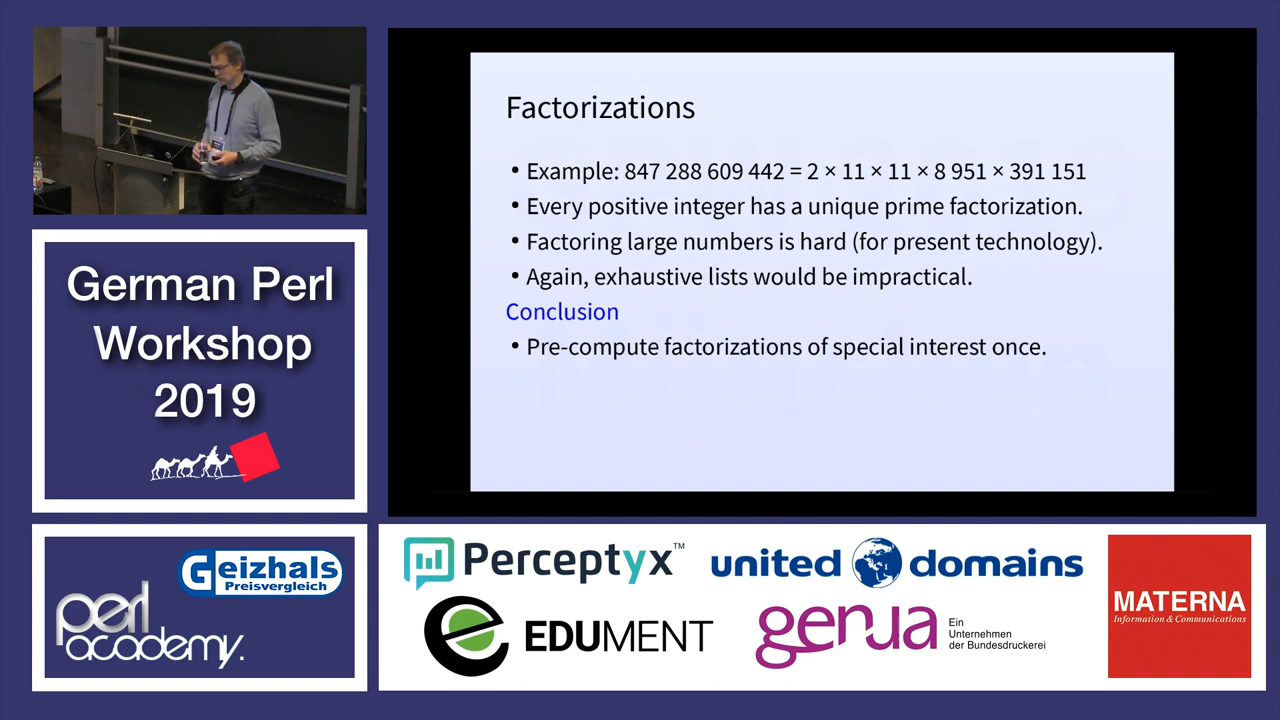 German Perl
Workshop
2019
Geizhals
Preisvergleich
perl
academy.
Factorizations
• Example: 847 288 609 442 = 2 × 11 × 11 × 8 951 × 391 151
• Every positive integer has a unique prime factorization.
• Factoring large numbers is hard (for present technology).
• Again, exhaustive lists would be impractical.
Conclusion
• Pre-compute factorizations of special interest once.
Perceptyx™
united domains
EDUMENT
genua
Ein
Unternehmen
der Bundesdruckerei
MATERNA
Information & Communications